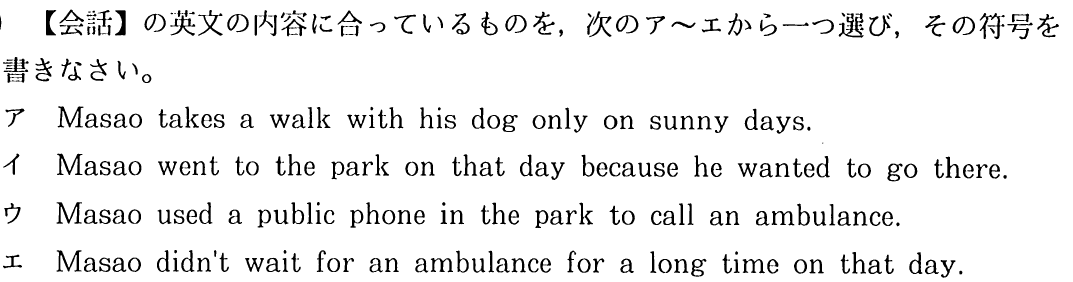 ) 【会話】の英文の内容に合っているものを，次のア～エから一つ選び，その符号を
書きなさい。
ア Masao takes a walk with his dog only on sunny days.
イ Masao went to the park on that day because he wanted to go there.
ウ Masao used a public phone in the park to call an ambulance.
エ Masao didn't wait for an ambulance for a long time on that day.